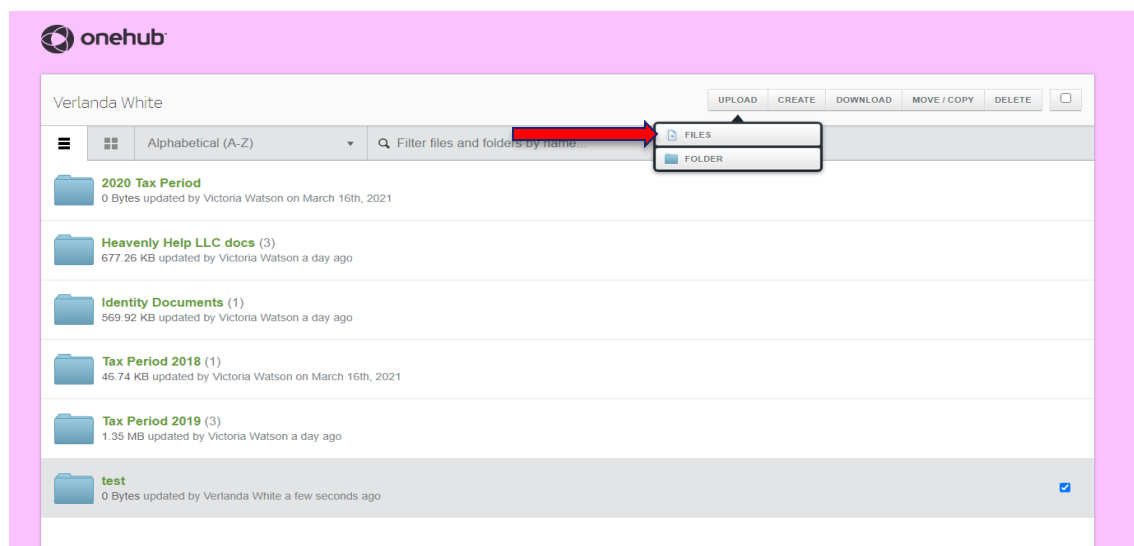 onehub
Verlanda White
UPLOAD CREATE DOWNLOAD MOVE / COPY DELETE
Alphabetical (A-Z) Filter files and folders by name...
FILES
FOLDER
2020 Tax Period
0 Bytes updated by Victoria Watson on March 16th, 2021
Heavenly Help LLC docs (3)
677.26 KB updated by Victoria Watson a day ago
Identity Documents (1)
569.92 KB updated by Victoria Watson a day ago
Tax Period 2018 (1)
46.74 KB updated by Victoria Watson on March 16th, 2021
Tax Period 2019 (3)
1.35 MB updated by Victoria Watson a day ago
test
0 Bytes updated by Verlanda White a few seconds ago